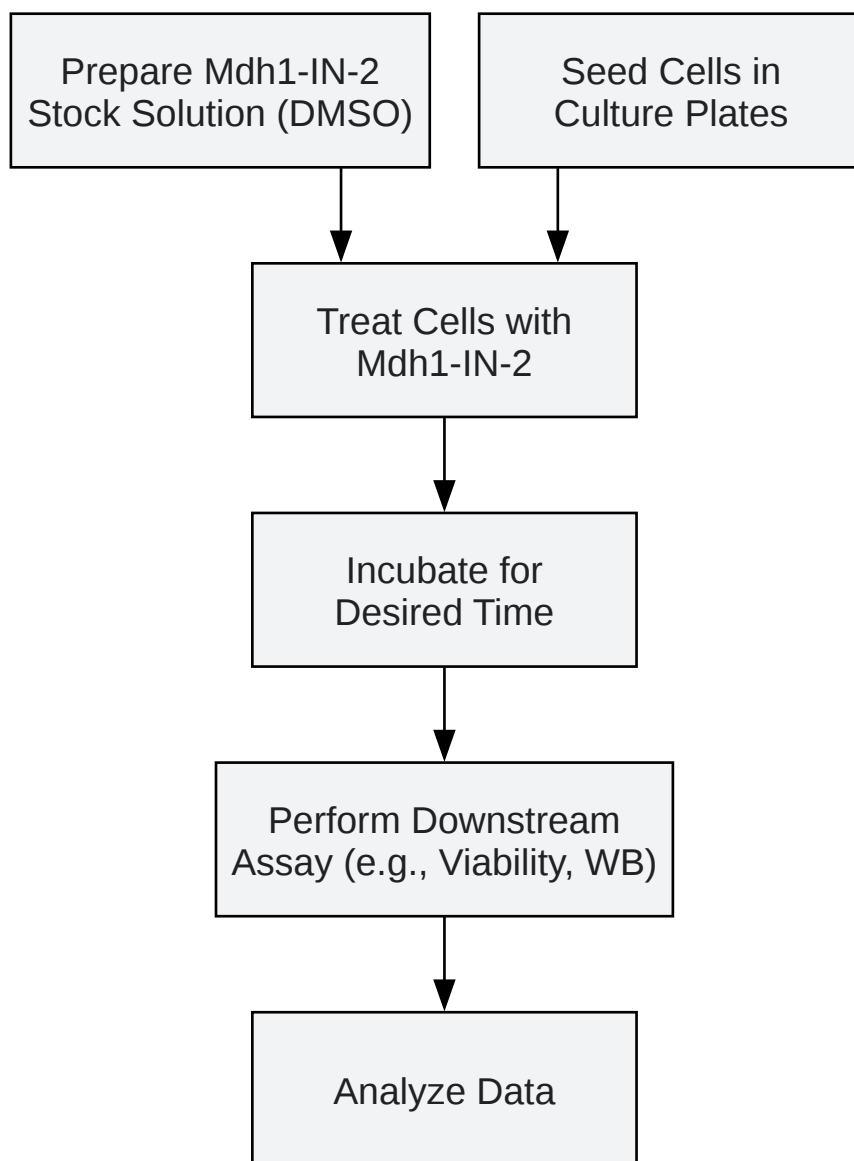 Prepare Mdh1-IN-2
Stock Solution (DMSO)
Seed Cells in
Culture Plates
Treat Cells with
Mdh1-IN-2
Incubate for
Desired Time
Perform Downstream
Assay (e.g., Viability, WB)
Analyze Data